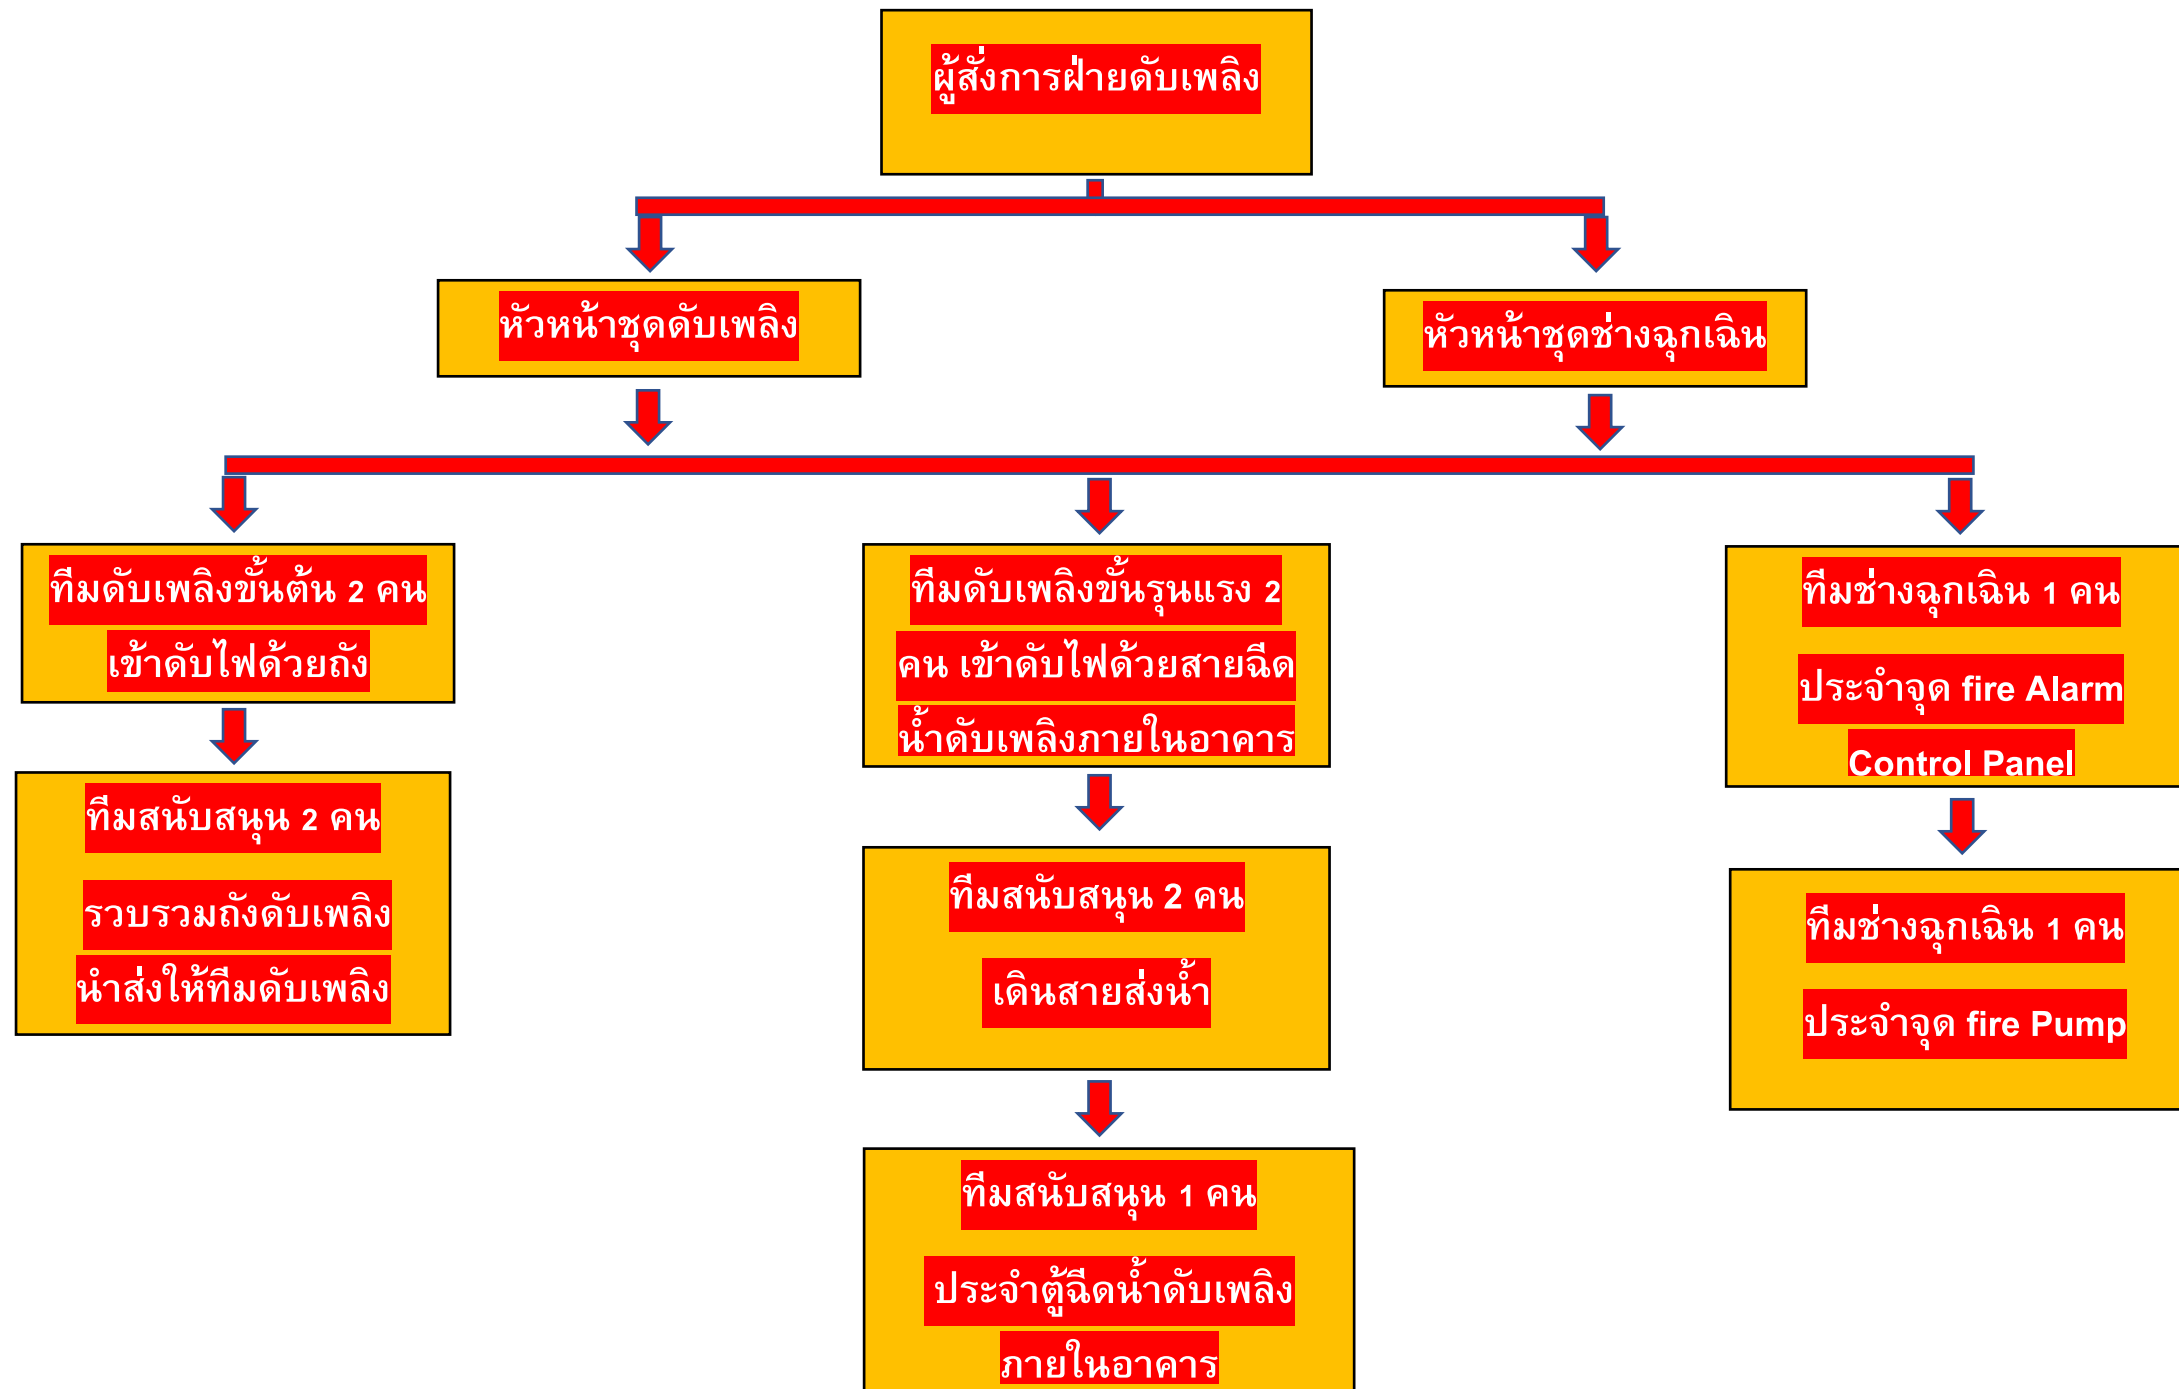 ผู้สั่งการฝ่ายดับเพลิง
หัวหน้าชุดดับเพลิง
หัวหน้าชุดช่างฉุกเฉิน
ทีมดับเพลิงขั้นต้น 2 คน
เข้าดับไฟด้วยถัง
ทีมดับเพลิงขั้นรุนแรง 2
คน เข้าดับไฟด้วยสายฉีด
น้ำดับเพลิงภายในอาคาร
ทีมช่างฉุกเฉิน 1 คน
ประจำจุด fire Alarm
Control Panel
ทีมสนับสนุน 2 คน
รวบรวมถังดับเพลิง
นำส่งให้ทีมดับเพลิง
ทีมสนับสนุน 2 คน
เดินสายส่งน้ำ
ทีมช่างฉุกเฉิน 1 คน
ประจำจุด fire Pump
ทีมสนับสนุน 1 คน
ประจำตู้ฉีดน้ำดับเพลิง
ภายในอาคาร